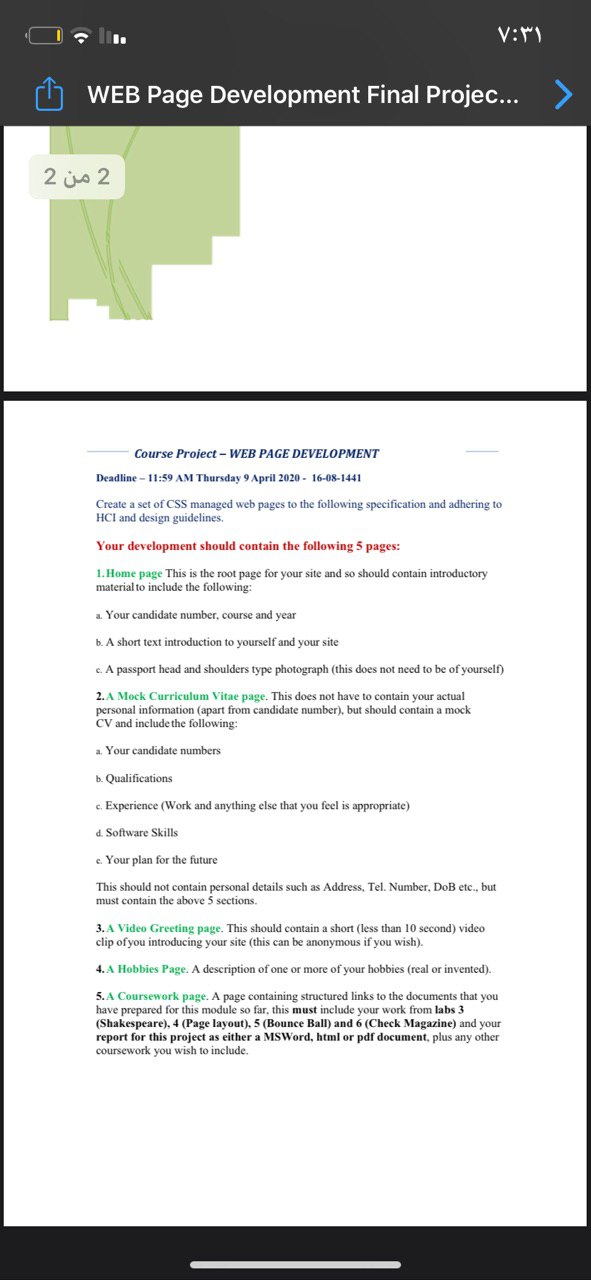 ٧:٣١
WEB Page Development Final Projec...
2 من 2
Course Project – WEB PAGE DEVELOPMENT
Deadline – 11:59 AM Thursday 9 April 2020 - 16-08-1441
Create a set of CSS managed web pages to the following specification and adhering to
HCI and design guidelines.
Your development should contain the following 5 pages:
1.Home page This is the root page for your site and so should contain introductory
material to include the following:
a. Your candidate number, course and year
b. A short text introduction to yourself and your site
c. A passport head and shoulders type photograph (this does not need to be of yourself)
2.A Mock Curriculum Vitae page. This does not have to contain your actual
personal information (apart from candidate number), but should contain a mock
CV and include the following:
a. Your candidate numbers
b. Qualifications
c. Experience (Work and anything else that you feel is appropriate)
d. Software Skills
e. Your plan for the future
This should not contain personal details such as Address, Tel. Number, DoB etc., but
must contain the above 5 sections.
3.A Video Greeting page. This should contain a short (less than 10 second) video
clip of you introducing your site (this can be anonymous if you wish).
4.A Hobbies Page. A description of one or more of your hobbies (real or invented).
5.A Coursework page. A page containing structured links to the documents that you
have prepared for this module so far, this must include your work from labs 3
(Shakespeare), 4 (Page layout), 5 (Bounce Ball) and 6 (Check Magazine) and your
report for this project as either a MSWord, html or pdf document, plus any other
coursework you wish to include.